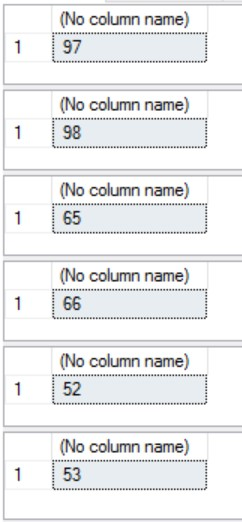 (No column name)
1 97
(No column name)
1 98
(No column name)
1 65
(No column name)
1 66
(No column name)
1 52
(No column name)
1 53